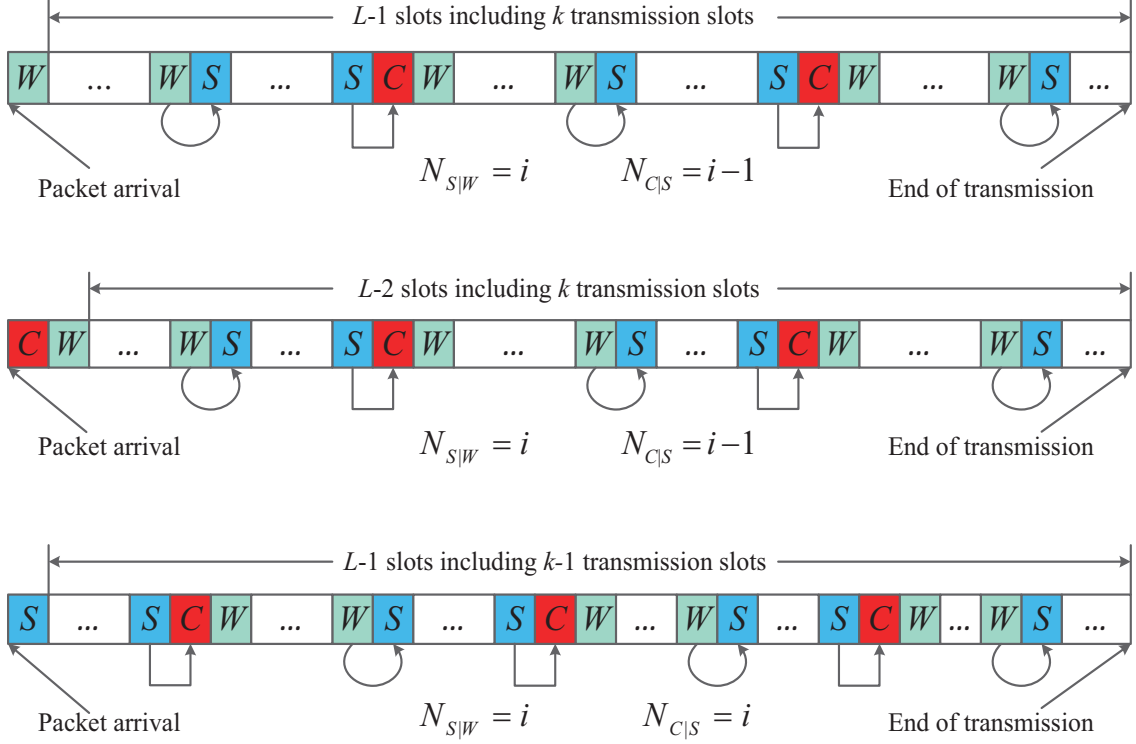 L-1 slots including k transmission slots
W ... W S ... S C W ... W S ... S C W ... W S ...
Packet arrival N_{S|W} = i N_{C|S} = i-1 End of transmission
L-2 slots including k transmission slots
C W ... W S ... S C W ... W S ... S C W ... W S ...
Packet arrival N_{S|W} = i N_{C|S} = i-1 End of transmission
L-1 slots including k-1 transmission slots
S ... S C W ... W S ... S C W ... W S ... S C W ... W S ...
Packet arrival N_{S|W} = i N_{C|S} = i End of transmission